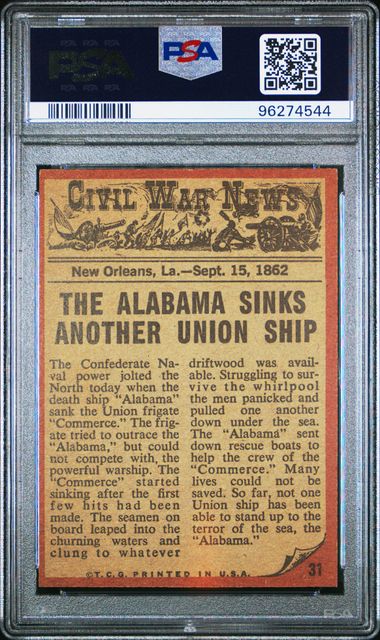 PSA
PSA
96274544
CIVIL WAR NEWS
New Orleans, La.—Sept. 15, 1862
THE ALABAMA SINKS
ANOTHER UNION SHIP
The Confederate Na-
val power jolted the
North today when the
death ship "Alabama"
sank the Union frigate
"Commerce." The frig-
ate tried to outrace the
"Alabama," but could
not compete with, the
powerful warship. The
"Commerce" started
sinking after the first
few hits had been
made. The seamen on
board leaped into the
churning waters and
clung to whatever
driftwood was avail-
able. Struggling to sur-
vive the whirlpool
the men panicked and
pulled one another
down under the sea.
The "Alabama" sent
down rescue boats to
help the crew of the
"Commerce." Many
lives could not be
saved. So far, not one
Union ship has been
able to stand up to the
terror of the sea, the
"Alabama."
©T.C.G. PRINTED IN U.S.A.
31
PSA